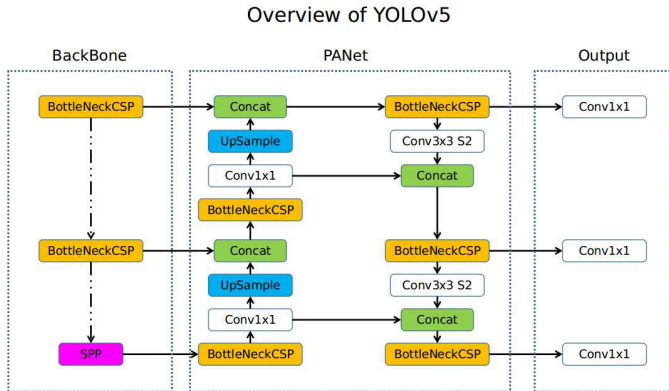 Overview of YOLOv5
BackBone
PANet
Output
BottleNeckCSP
Concat
BottleNeckCSP
Conv1x1
UpSample
Conv3x3 S2
Conv1x1
Concat
BottleNeckCSP
BottleNeckCSP
Concat
BottleNeckCSP
Conv1x1
UpSample
Conv3x3 S2
Conv1x1
Concat
SPP
BottleNeckCSP
BottleNeckCSP
Conv1x1